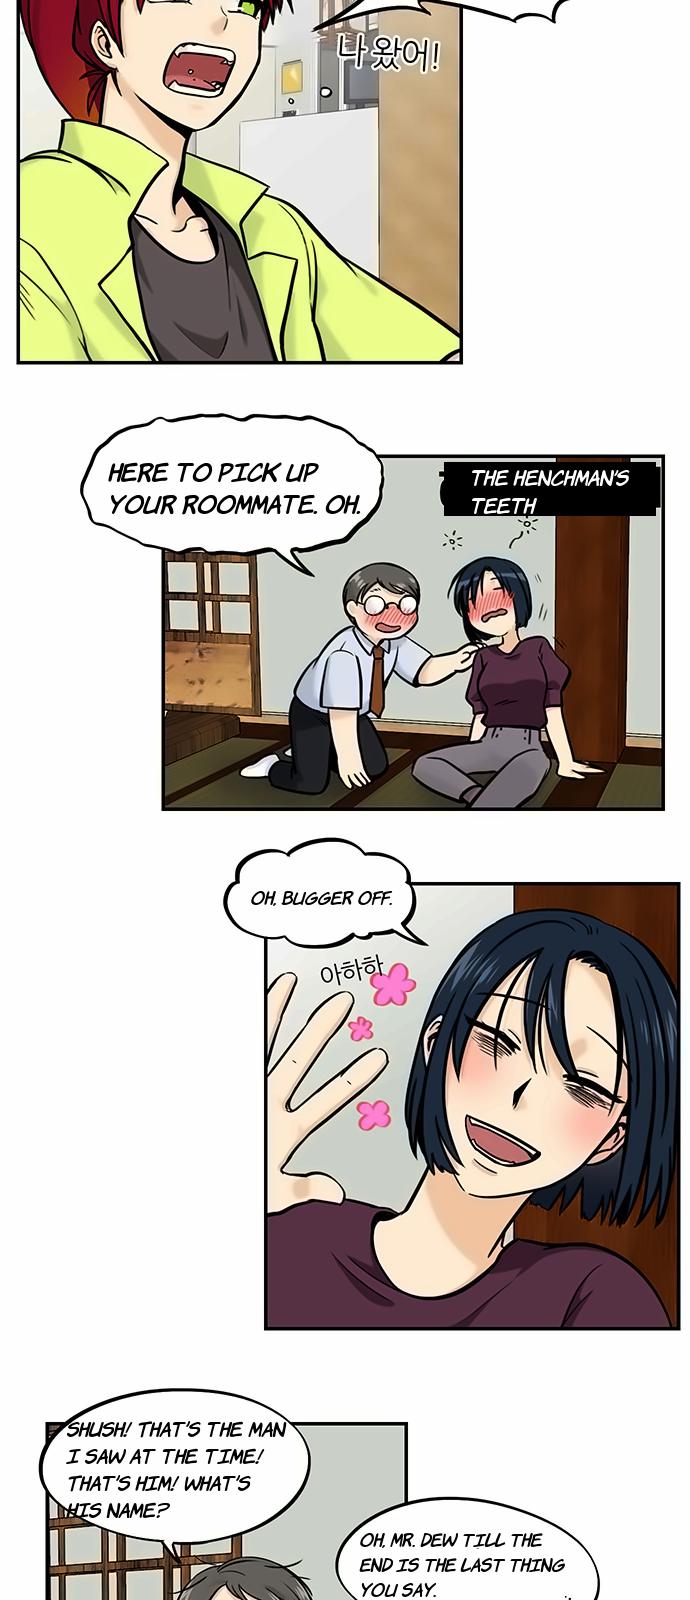 나 왔어!
HERE TO PICK UP
YOUR ROOMMATE. OH.
THE HENCHMAN'S
TEETH
OH, BUGGER OFF.
아하하
SHUSH! THAT'S THE MAN
I SAW AT THE TIME!
THAT'S HIM! WHAT'S
HIS NAME?
OH, MR. DEW TILL THE
END IS THE LAST THING
YOU SAY.